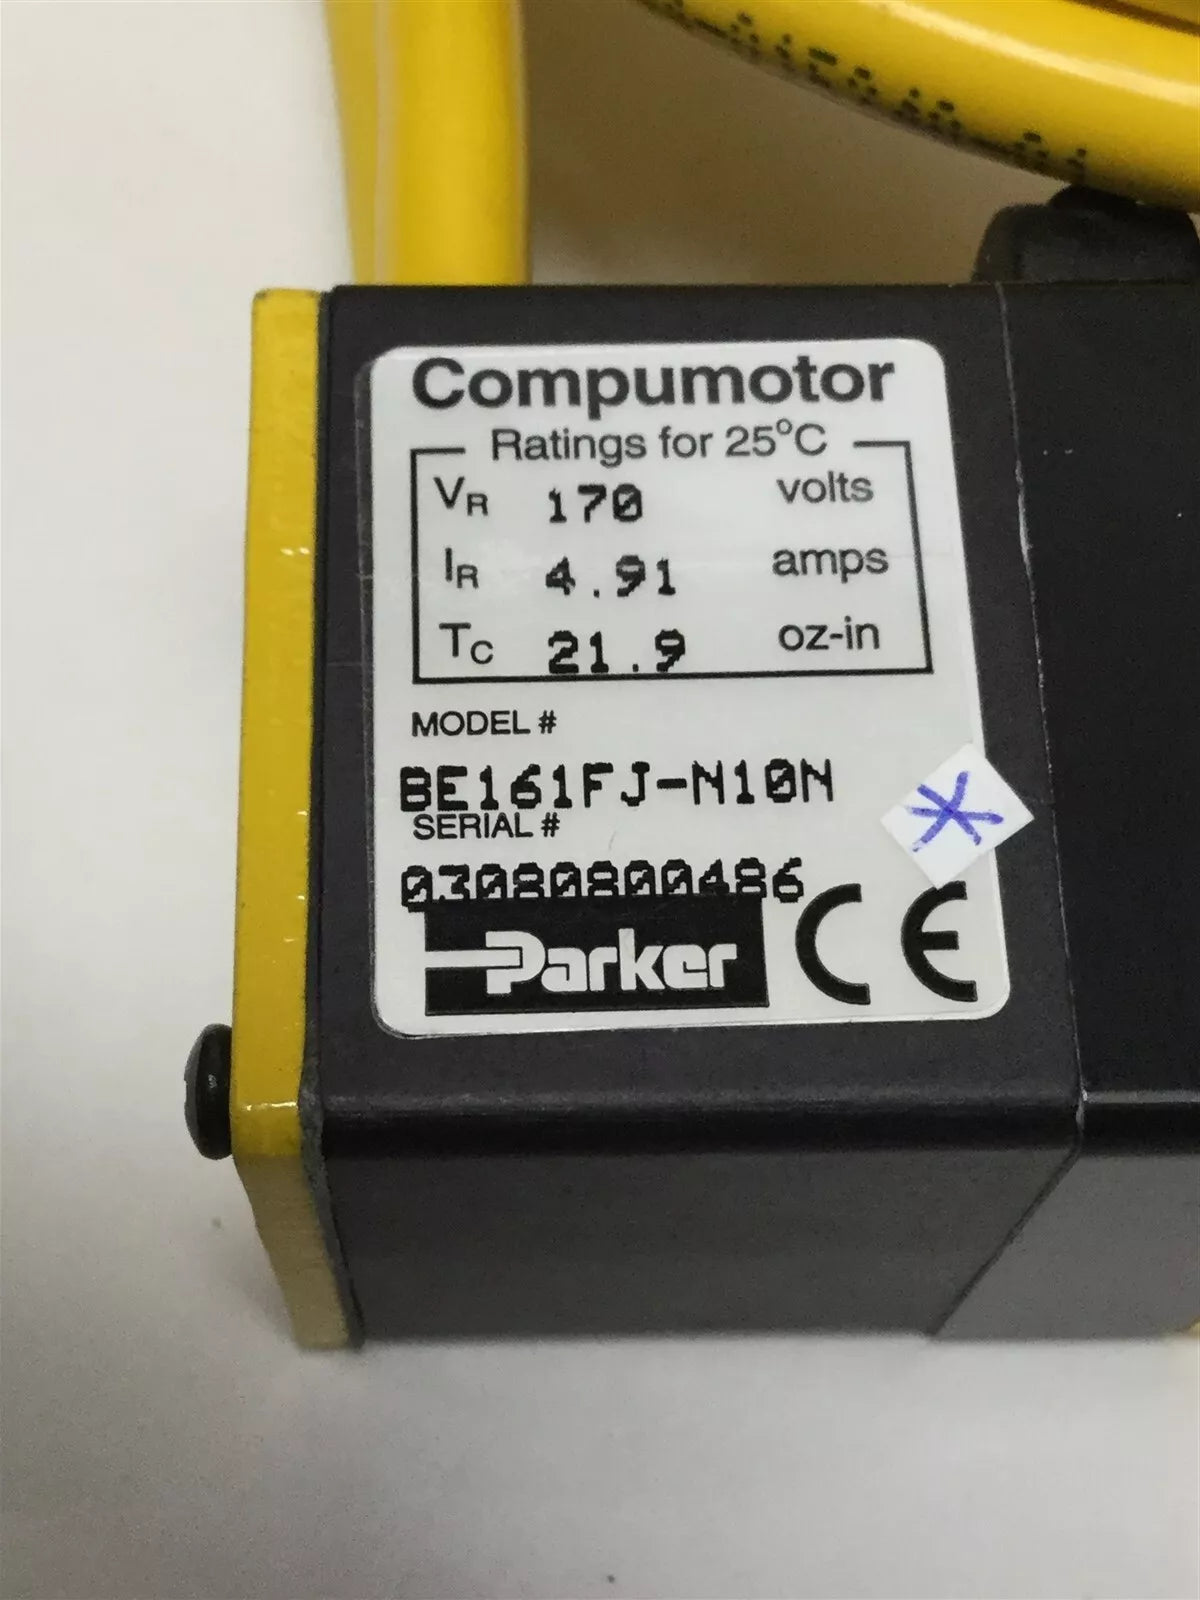 Compumotor
Ratings for 25°C
VR 170 volts
IR 4.91 amps
TC 21.9 oz-in
MODEL #
BE161FJ-N10N
SERIAL #
03080800486
Parker CE